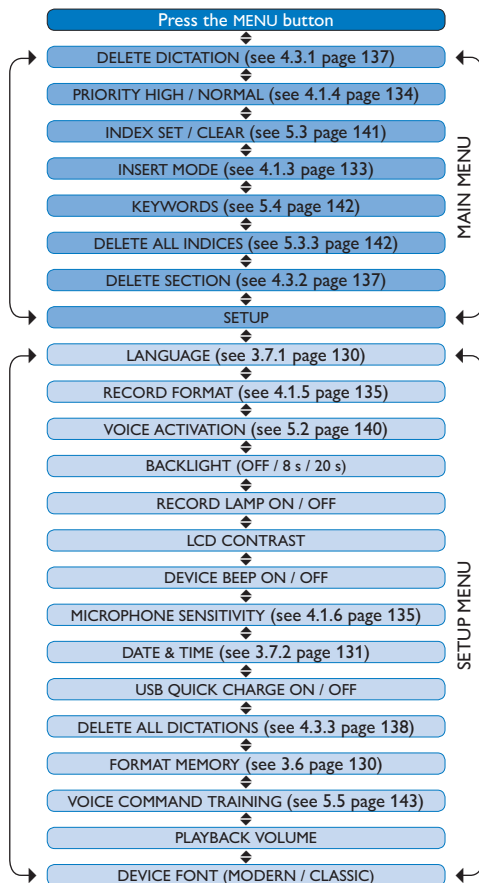 Press the MENU button
DELETE DICTATION (see 4.3.1 page 137)
PRIORITY HIGH / NORMAL (see 4.1.4 page 134)
INDEX SET / CLEAR (see 5.3 page 141)
INSERT MODE (see 4.1.3 page 133)
KEYWORDS (see 5.4 page 142)
DELETE ALL INDICES (see 5.3.3 page 142)
DELETE SECTION (see 4.3.2 page 137)
SETUP
MAIN MENU
LANGUAGE (see 3.7.1 page 130)
RECORD FORMAT (see 4.1.5 page 135)
VOICE ACTIVATION (see 5.2 page 140)
BACKLIGHT (OFF / 8 s / 20 s)
RECORD LAMP ON / OFF
LCD CONTRAST
DEVICE BEEP ON / OFF
MICROPHONE SENSITIVITY (see 4.1.6 page 135)
DATE & TIME (see 3.7.2 page 131)
USB QUICK CHARGE ON / OFF
DELETE ALL DICTATIONS (see 4.3.3 page 138)
FORMAT MEMORY (see 3.6 page 130)
VOICE COMMAND TRAINING (see 5.5 page 143)
PLAYBACK VOLUME
DEVICE FONT (MODERN / CLASSIC)
SETUP MENU